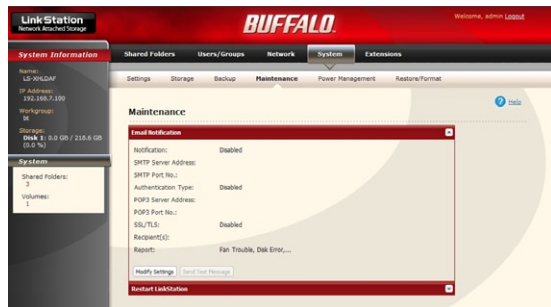 LinkStation
Network Attached Storage
BUFFALO
Welcome, admin Logout
System Information
Shared Folders Users/Groups Network System Extensions
Settings Storage Backup Maintenance Power Management Restore/Format
Name:
LS-XHLDAF
IP Address:
192.168.7.100
Workgroup:
Storage:
Disk 1: 0.0 GB / 218.6 GB
(0.0 %)
System
Shared Folders:
3
Volumes:
1
Help
Maintenance
Email Notification
Notification: Disabled
SMTP Server Address:
SMTP Port No.:
Authentication Type: Disabled
POP3 Server Address:
POP3 Port No.:
SSL/TLS: Disabled
Recipient(s):
Report: Fan Trouble, Disk Error,...
Modify Settings Send Test Message
Restart LinkStation